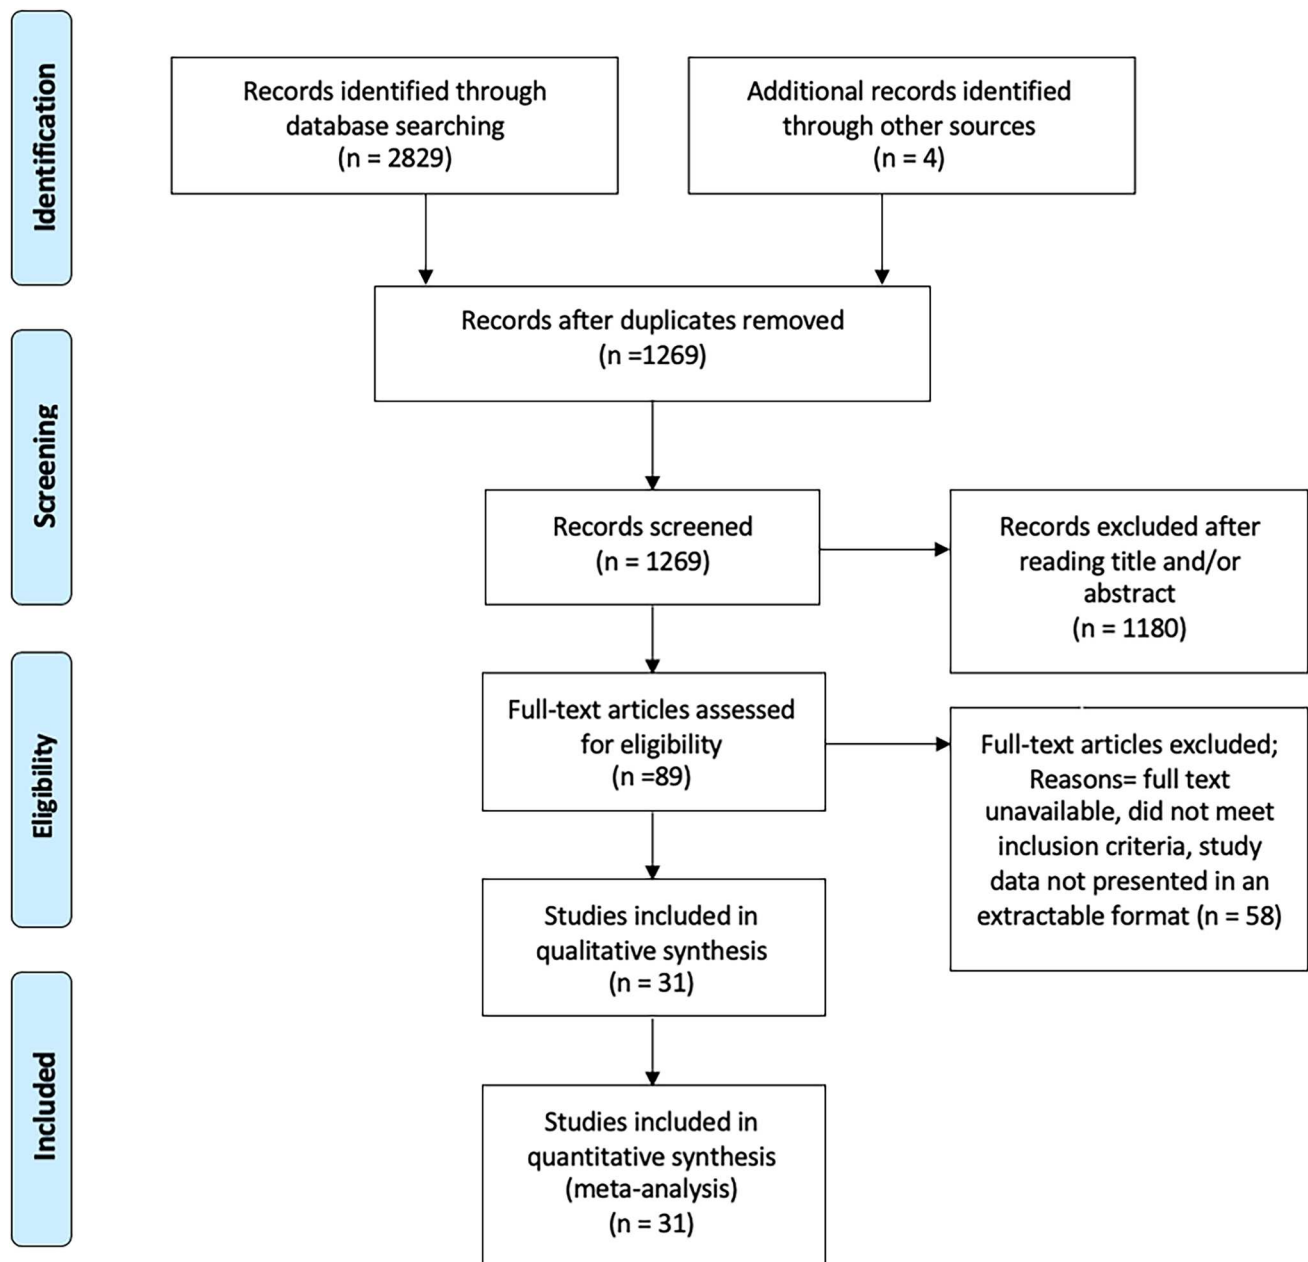 Identification
Records identified through
database searching
(n = 2829)
Additional records identified
through other sources
(n = 4)
Records after duplicates removed
(n =1269)
Screening
Records screened
(n = 1269)
Records excluded after
reading title and/or
abstract
(n = 1180)
Eligibility
Full-text articles assessed
for eligibility
(n =89)
Full-text articles excluded;
Reasons= full text
unavailable, did not meet
inclusion criteria, study
data not presented in an
extractable format (n = 58)
Studies included in
qualitative synthesis
(n = 31)
Included
Studies included in
quantitative synthesis
(meta-analysis)
(n = 31)